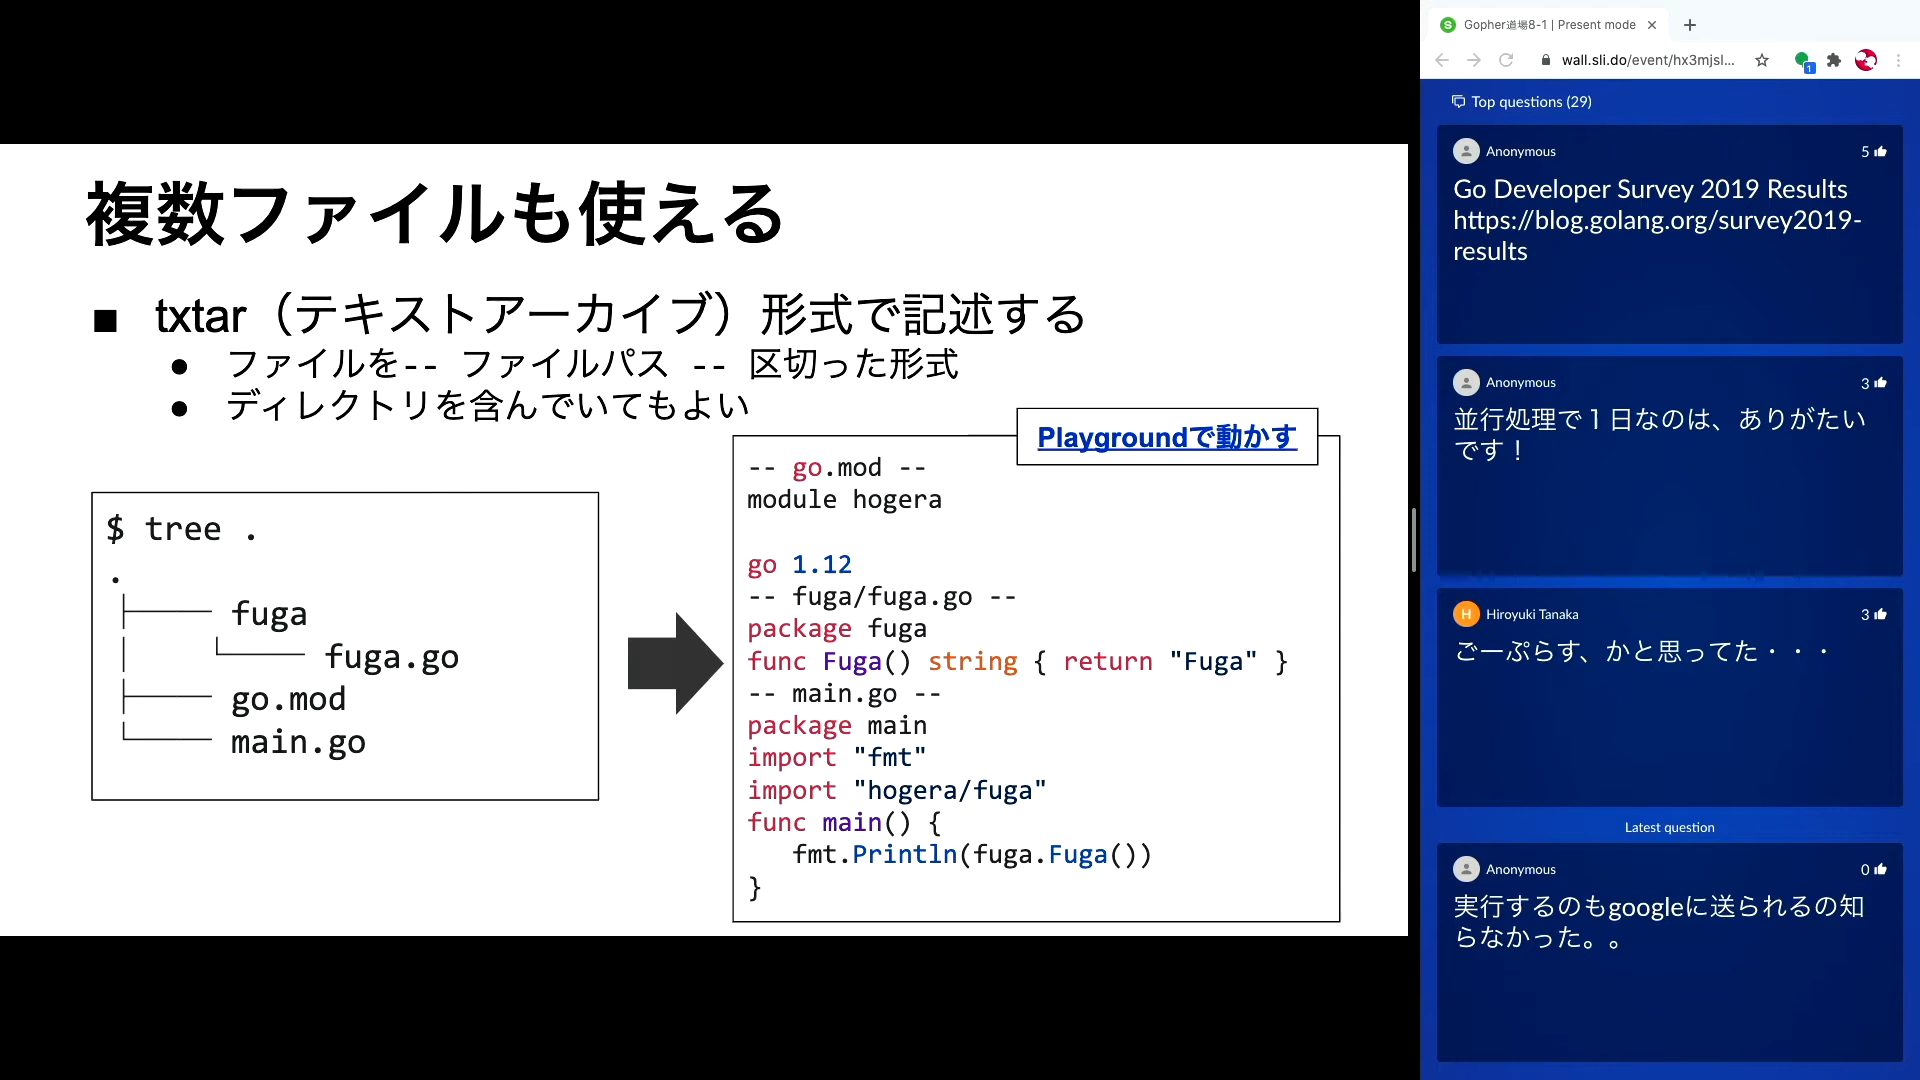 複数ファイルも使える
■ txtar（テキストアーカイブ）形式で記述する
● ファイルを-- ファイルパス -- 区切った形式
● ディレクトリを含んでいてもよい
$ tree .
.
├── fuga
│   └── fuga.go
├── go.mod
└── main.go
Playgroundで動かす
-- go.mod --
module hogera

go 1.12
-- fuga/fuga.go --
package fuga
func Fuga() string { return "Fuga" }
-- main.go --
package main
import "fmt"
import "hogera/fuga"
func main() {
   fmt.Println(fuga.Fuga())
}
Gopher道場8-1 | Present mode
wall.sli.do/event/hx3mjsl...
1
Top questions (29)
Anonymous
5
Go Developer Survey 2019 Results
https://blog.golang.org/survey2019-
results
Anonymous
3
並行処理で１日なのは、ありがたい
です！
H
Hiroyuki Tanaka
3
ごーぷらす、かと思ってた・・・
Latest question
Anonymous
0
実行するのもgoogleに送られるの知
らなかった。。